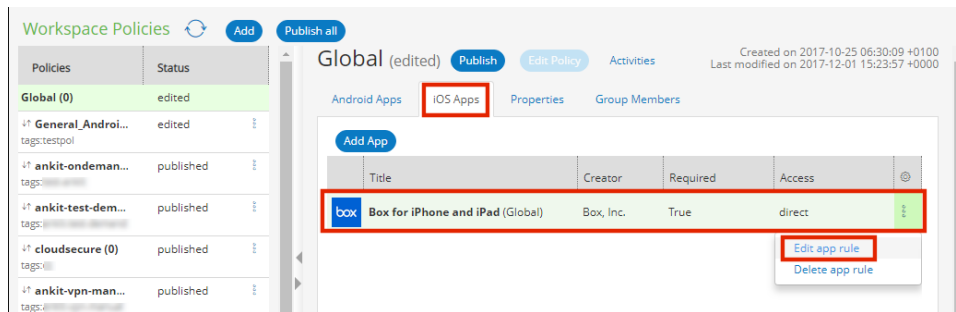 Workspace Policies Add Publish all
Policies Status
Global (0) edited
General_Androi... edited
tags:testpol
ankit-ondeman... published
tags:
ankit-test-dem... published
tags:
cloudsecure (0) published
tags:
ankit-vpn-man... published
tags:
Global (edited) Publish Edit Policy Activities
Created on 2017-10-25 06:30:09 +0100
Last modified on 2017-12-01 15:23:57 +0000
Android Apps iOS Apps Properties Group Members
Add App
Title Creator Required Access
box Box for iPhone and iPad (Global) Box, Inc. True direct
Edit app rule
Delete app rule